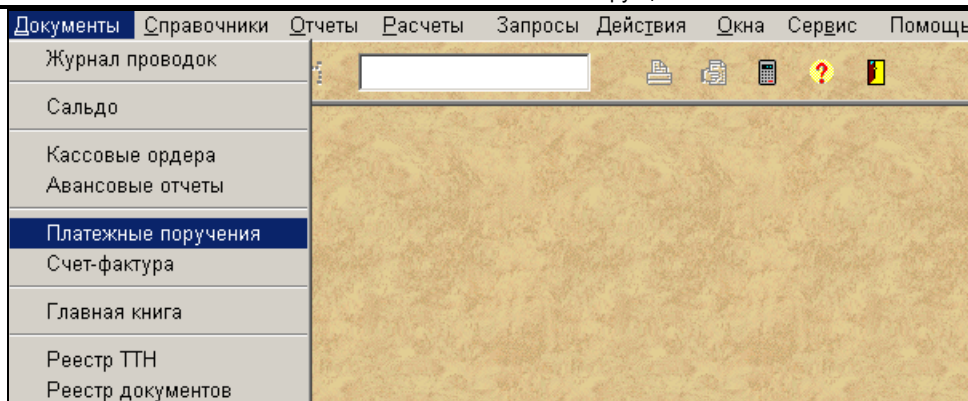 Документы Справочники Отчеты Расчеты Запросы Действия Окна Сервис Помощь
Журнал проводок
?
Сальдо
Кассовые ордера
Авансовые отчеты
Платежные поручения
Счет-фактура
Главная книга
Реестр ТТН
Реестр документов